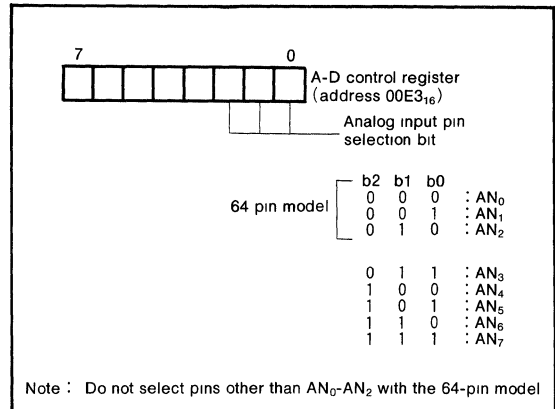 7 0
A-D control register
(address 00E3₁₆)
Analog input pin
selection bit
b2 b1 b0
64 pin model
0 0 0 : AN₀
0 0 1 : AN₁
0 1 0 : AN₂
0 1 1 : AN₃
1 0 0 : AN₄
1 0 1 : AN₅
1 1 0 : AN₆
1 1 1 : AN₇
Note : Do not select pins other than AN₀-AN₂ with the 64-pin model